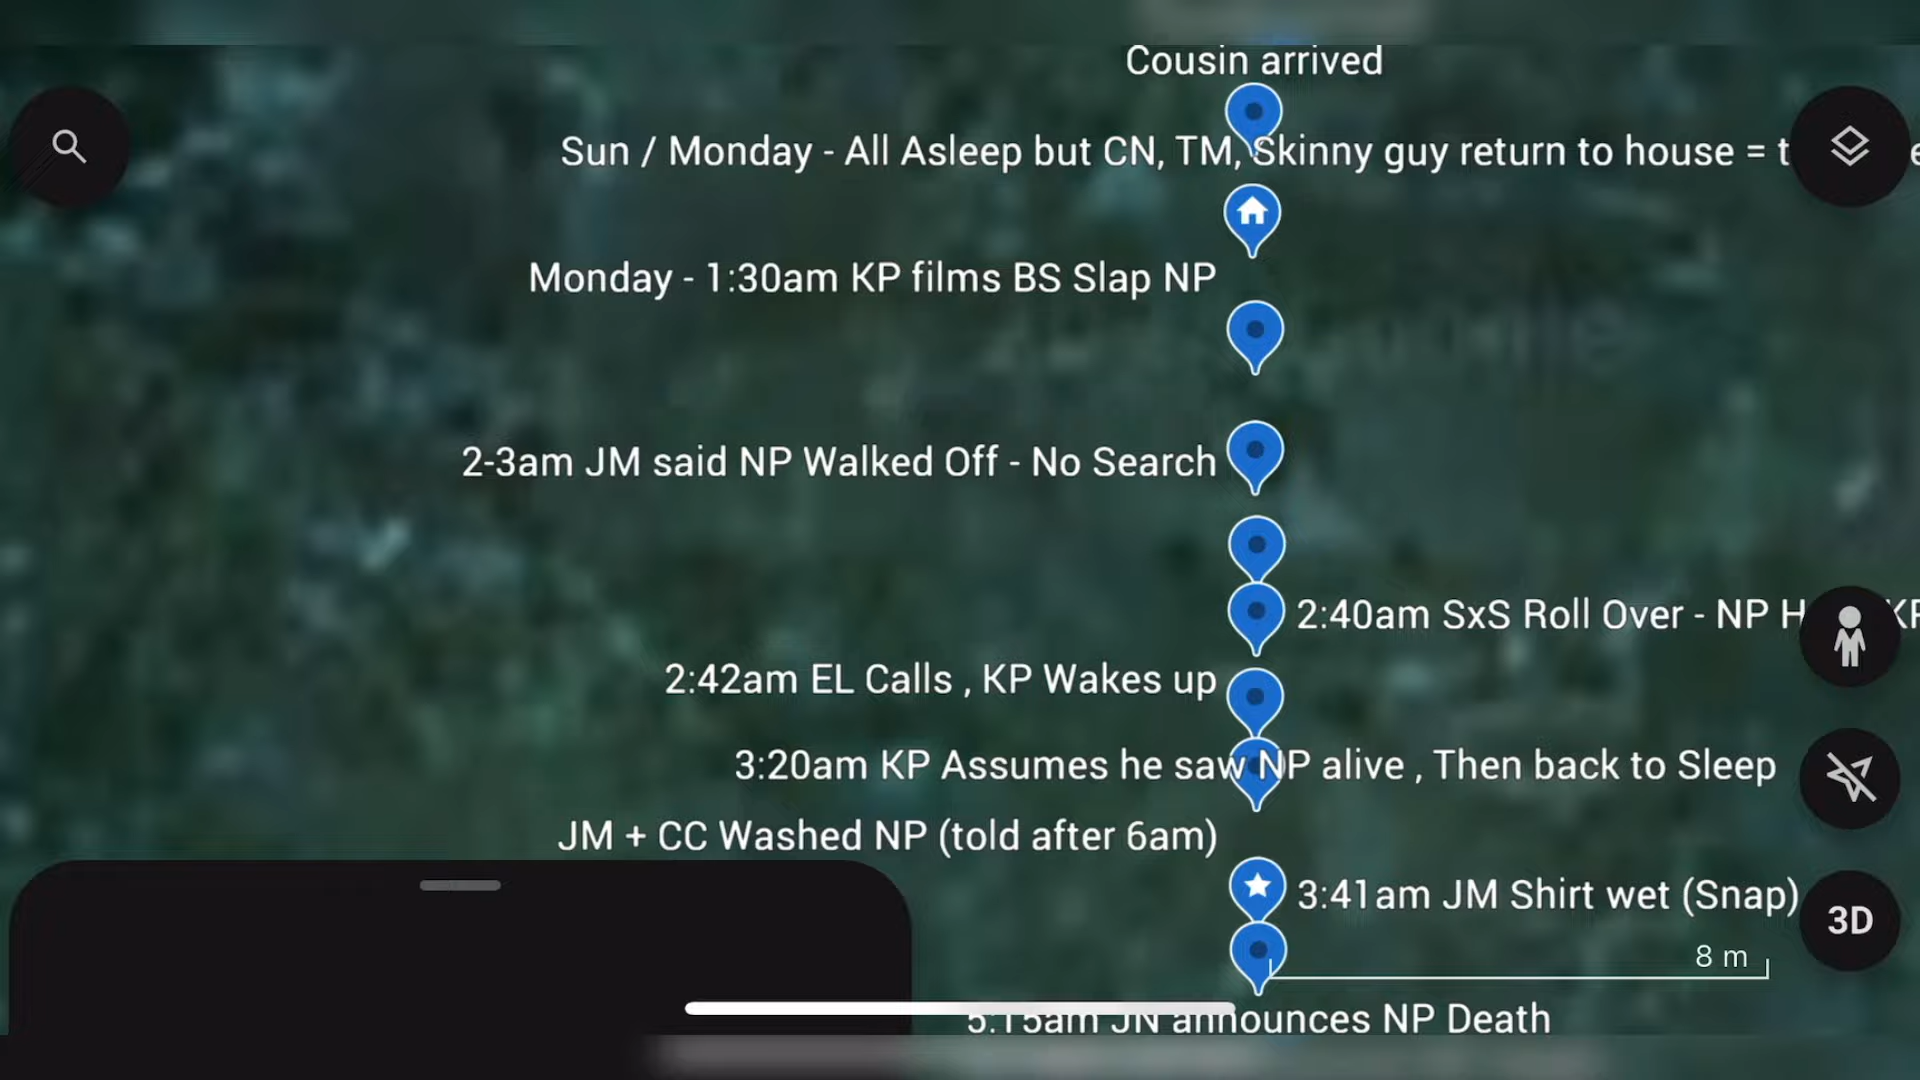 Cousin arrived
Sun / Monday - All Asleep but CN, TM, Skinny guy return to house = t
Monday - 1:30am KP films BS Slap NP
2-3am JM said NP Walked Off - No Search
2:40am SxS Roll Over - NP H
2:42am EL Calls , KP Wakes up
3:20am KP Assumes he saw NP alive , Then back to Sleep
JM + CC Washed NP (told after 6am)
3:41am JM Shirt wet (Snap)
3D
8 m
5:15am JN announces NP Death